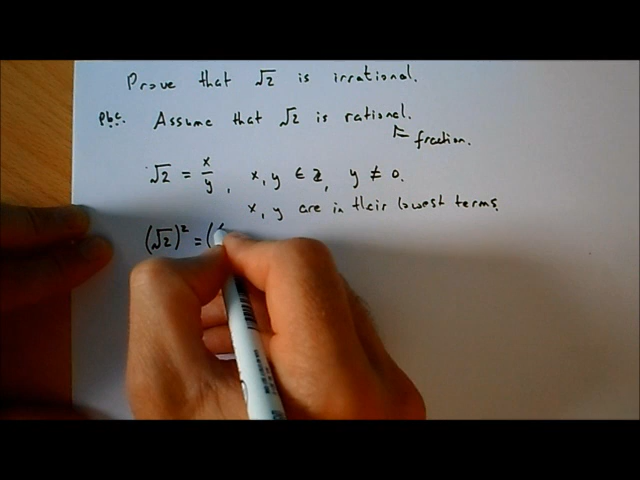 Prove that √2 is irrational.
Pbc. Assume that √2 is rational.
fraction.
√2 = x/y, x, y ∈ ℤ, y ≠ 0.
x, y are in their lowest terms.
(√2)² = (